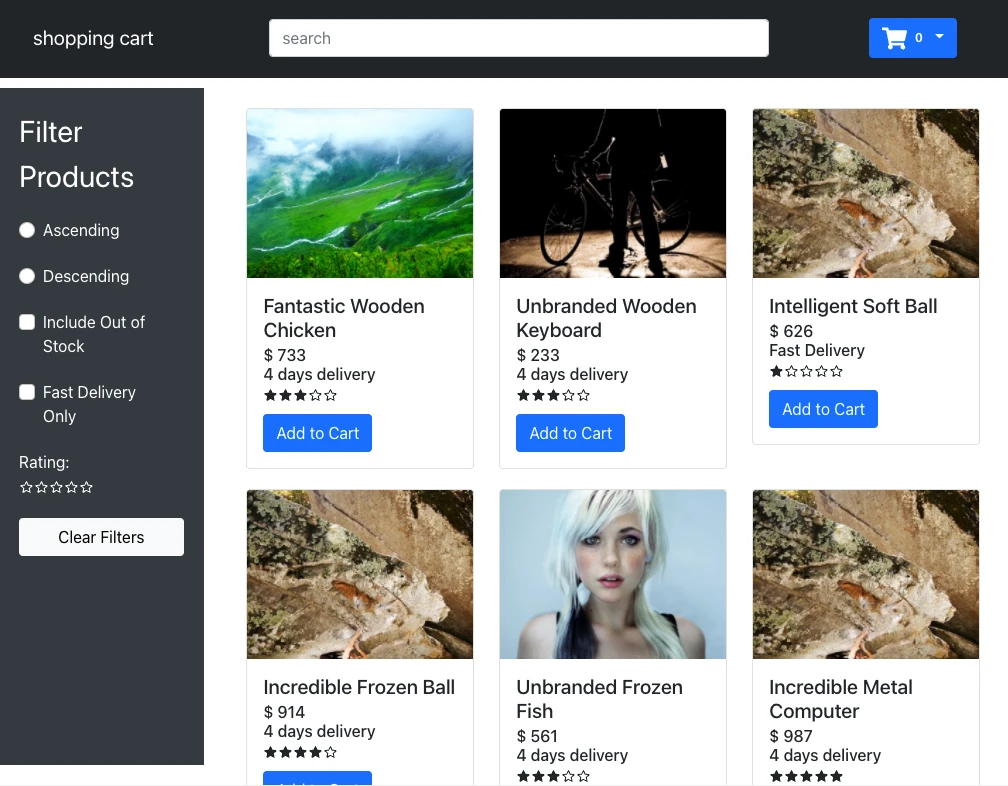 shopping cart
search
0
Filter
Products
Ascending
Descending
Include Out of
Stock
Fast Delivery
Only
Rating:
Clear Filters
Fantastic Wooden
Chicken
$ 733
4 days delivery
Add to Cart
Unbranded Wooden
Keyboard
$ 233
4 days delivery
Add to Cart
Intelligent Soft Ball
$ 626
Fast Delivery
Add to Cart
Incredible Frozen Ball
$ 914
4 days delivery
Unbranded Frozen
Fish
$ 561
4 days delivery
Incredible Metal
Computer
$ 987
4 days delivery